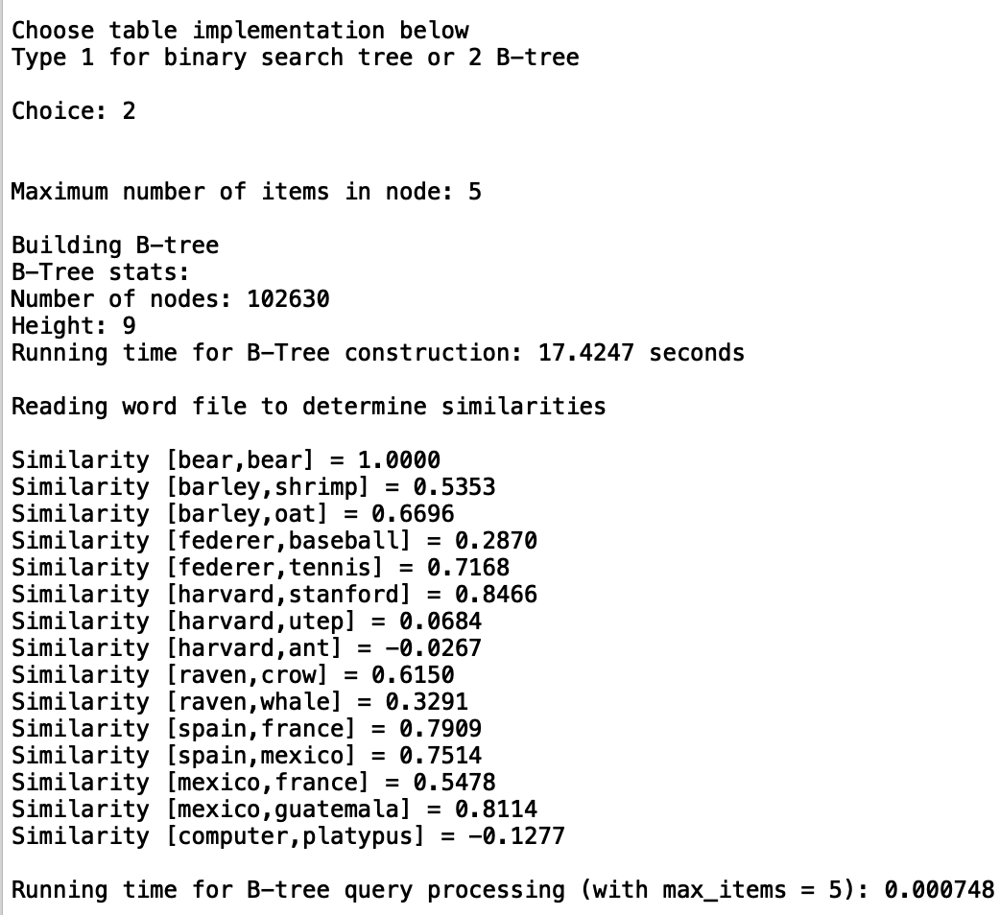 Choose table implementation below
Type 1 for binary search tree or 2 B-tree
Choice: 2
Maximum number of items in node: 5
Building B-tree
B-Tree stats:
Number of nodes: 102630
Height: 9
Running time for B-Tree construction: 17.4247 seconds
Reading word file to determine similarities
Similarity [bear,bear] = 1.0000
Similarity [barley,shrimp] = 0.5353
Similarity [barley,oat] = 0.6696
Similarity [federer,baseball] = 0.2870
Similarity [federer,tennis] = 0.7168
Similarity [harvard,stanford] = 0.8466
Similarity [harvard,utep] = 0.0684
Similarity [harvard,ant] = -0.0267
Similarity [raven,crow] = 0.6150
Similarity [raven,whale] = 0.3291
Similarity [spain,france] = 0.7909
Similarity [spain,mexico] = 0.7514
Similarity [mexico,france] = 0.5478
Similarity [mexico,guatemala] = 0.8114
Similarity [computer,platypus] = -0.1277
Running time for B-tree query processing (with max_items = 5): 0.000748